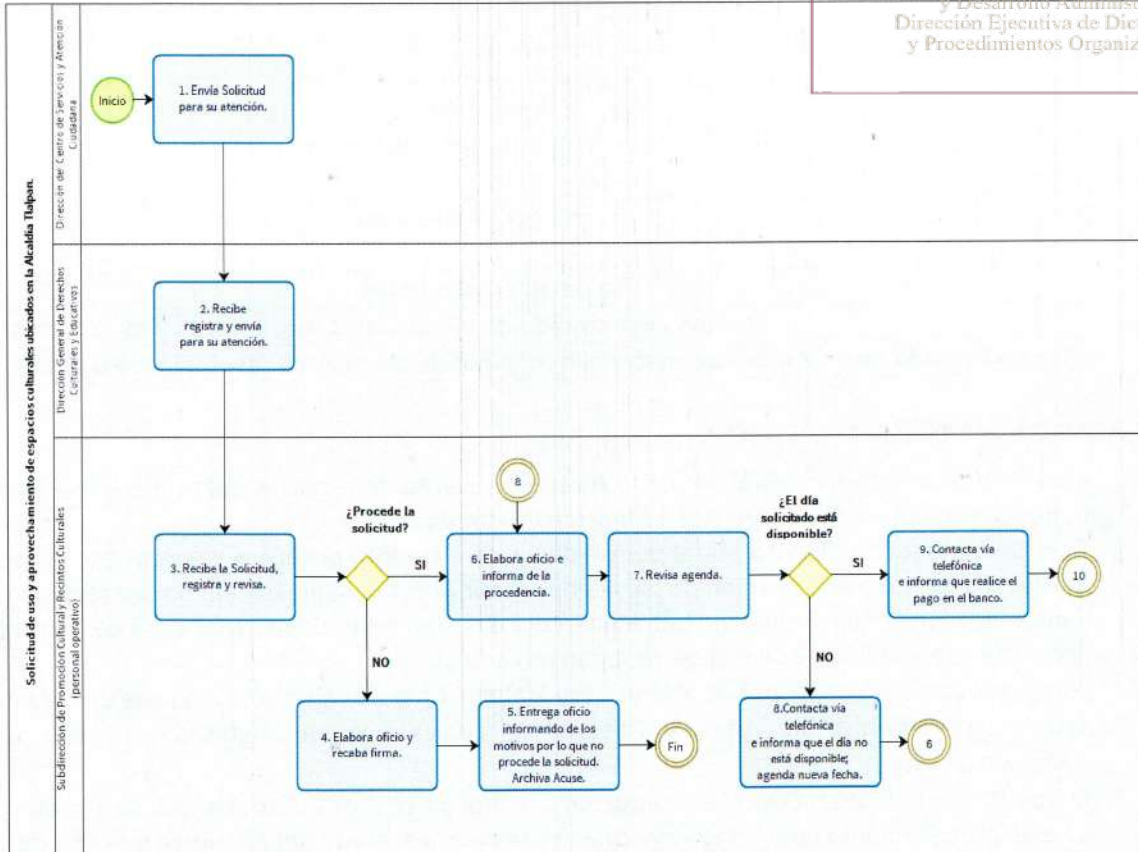 y Desarrollo Administ
Dirección Ejecutiva de Dic
y Procedimientos Organiz
Solicitud de uso y aprovechamiento de espacios culturales ubicados en la Alcaldía Tlalpan.
Dirección del Centro de Servicios y Atención
Ciudadana
Inicio
1. Envía Solicitud
para su atención.
Dirección General de Derechos
Culturales y Educativos
2. Recibe
registra y envía
para su atención.
Subdirección de Promoción Cultural y Recintos Culturales
(personal operativo)
3. Recibe la Solicitud,
registra y revisa.
¿Procede la
solicitud?
SI
NO
4. Elabora oficio y
recaba firma.
5. Entrega oficio
informando de los
motivos por lo que no
procede la solicitud.
Archiva Acuse.
Fin
8
6. Elabora oficio e
informa de la
procedencia.
7. Revisa agenda.
¿El día
solicitado está
disponible?
SI
9. Contacta vía
telefónica
e informa que realice el
pago en el banco.
10
NO
8.Contacta vía
telefónica
e informa que el día no
está disponible;
agenda nueva fecha.
6